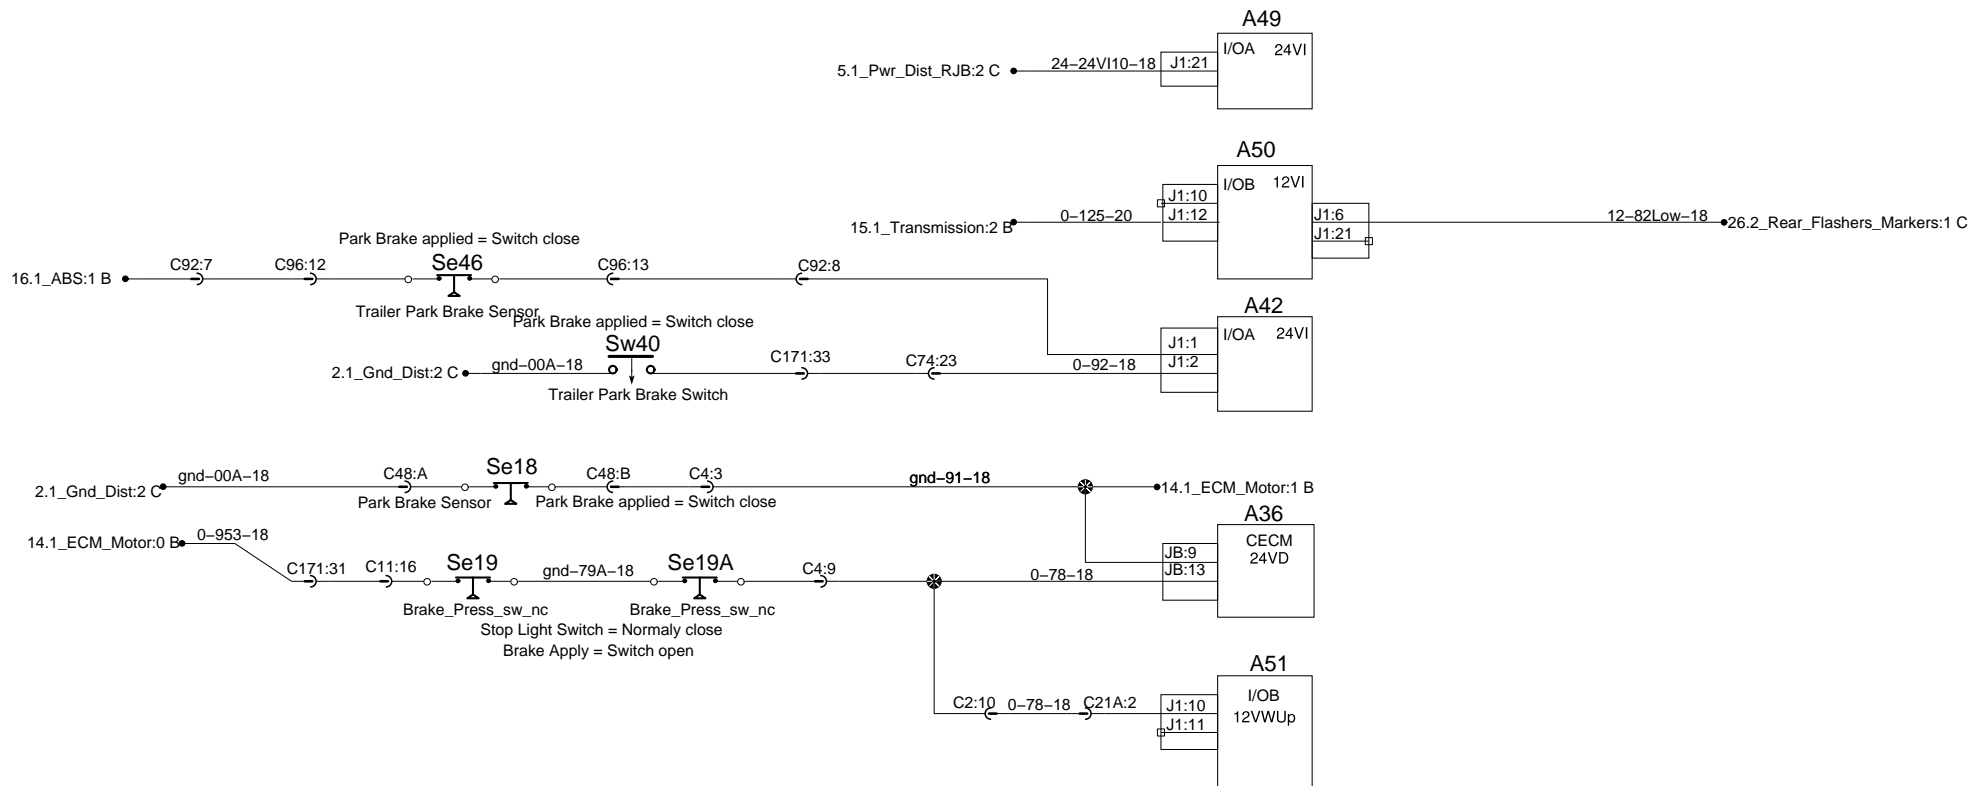 A49
I/OA 24VI
5.1_Pwr_Dist_RJB:2 C 24-24VI10-18 J1:21
A50
I/OB 12VI
J1:10
15.1_Transmission:2 B 0-125-20 J1:12 J1:6 12-82Low-18 26.2_Rear_Flashers_Markers:1 C
J1:21
Park Brake applied = Switch close
16.1_ABS:1 B C92:7 C96:12 Se46 C96:13 C92:8
Trailer Park Brake Sensor
A42
I/OA 24VI
J1:1
Park Brake applied = Switch close
Sw40
2.1_Gnd_Dist:2 C gnd-00A-18 C171:33 C74:23 0-92-18 J1:2
Trailer Park Brake Switch
2.1_Gnd_Dist:2 C gnd-00A-18 C48:A Se18 C48:B C4:3 gnd-91-18 14.1_ECM_Motor:1 B
Park Brake Sensor Park Brake applied = Switch close
A36
CECM
24VD
JB:9
14.1_ECM_Motor:0 B 0-953-18
C171:31 C11:16 Se19 gnd-79A-18 Se19A C4:9 0-78-18 JB:13
Brake_Press_sw_nc Brake_Press_sw_nc
Stop Light Switch = Normaly close
Brake Apply = Switch open
A51
I/OB
12VWUp
C2:10 0-78-18 C21A:2 J1:10
J1:11